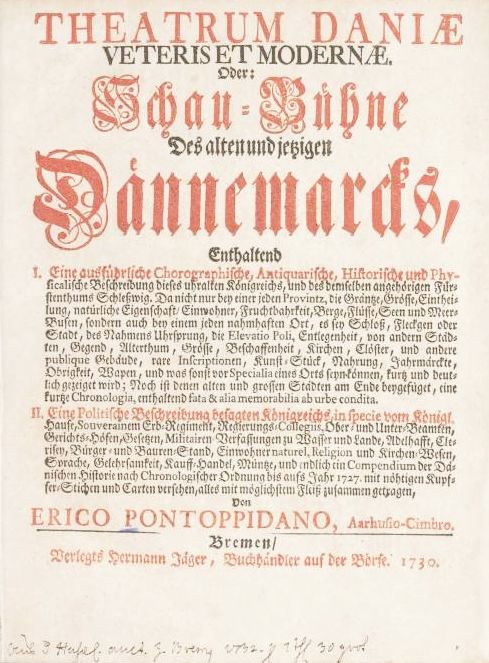 THEATRUM DANIÆ
VETERIS ET MODERNÆ.
Oder:
Schau-Bühne
Des alten und jetzigen
Dännemarcks,
Enthaltend
I. Eine ausführliche Chorographische, Antiquarische, Historische und Phy-
sicalische Beschreibung dieses uhralten Königreichs, und des demselben angehörigen Für-
stenthums Schleswig. Da nicht nur bey einer jeden Provintz, die Gräntze, Grösse, Einthei-
lung, natürliche Eigenschafft/ Einwohner, Fruchtbahrkeit, Berge, Flüsse, Seen und Meer-
Busen, sondern auch bey einem jeden nahmhafften Ort, es sey Schloß, Flecken oder
Stadt, des Nahmens Uhrsprung, die Elevatio Poli, Entlegenheit, von andern Städ-
ten, Gegend, Alterthum, Grösse, Beschaffenheit, Kirchen, Clöster, und andere
publique Gebäude, rare Inscriptionen, Kunst-Stück, Nahrung, Jahrmärckte,
Obrigkeit, Wapen, und was sonst vor Specialia eines Orts seyn können, kurtz und deut-
lich gezeiget wird; Noch ist denen alten und grossen Städten am Ende beygefüget, eine
kurtze Chronologia, enthaltend fata & alia memorabilia ab urbe condita.
II. Eine Politische Beschreibung besagten Königreichs, in specie vom Königl.
Hause, Souverainem Erb-Regiment, Regierungs-Collegiis, Ober- und Unter-Beamten,
Gerichts-Höfen, Gesetzen, Militairen-Verfassungen zu Wasser und Lande, Adelschafft, Cle-
risey, Bürger- und Bauren-Stand, Einwohner naturel, Religion und Kirchen-Wesen,
Sprache, Gelehrsamkeit, Kauff-Handel, Müntze, und endlich ein Compendium der Dä-
nischen Historie nach Chronologischer Ordnung bis aufs Jahr 1727. mit nöhtigen Kupf-
fer-Stichen und Carten versehen, alles mit möglichstem Fleiß zusammen getragen,
Von
ERICO PONTOPPIDANO, Aarhusio-Cimbro.
Bremen/
Verlegts Hermann Jäger, Buchhändler auf der Börse. 1730.